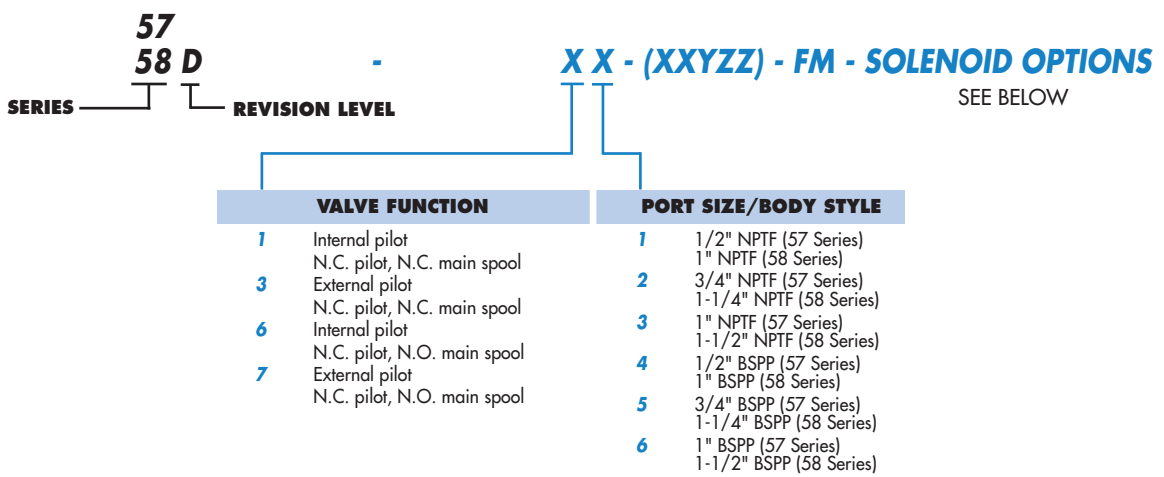 57
58 D - X X - (XXYZZ) - FM - SOLENOID OPTIONS
SEE BELOW
SERIES
REVISION LEVEL
VALVE FUNCTION
1 Internal pilot
N.C. pilot, N.C. main spool
3 External pilot
N.C. pilot, N.C. main spool
6 Internal pilot
N.C. pilot, N.O. main spool
7 External pilot
N.C. pilot, N.O. main spool
PORT SIZE/BODY STYLE
1 1/2" NPTF (57 Series)
1" NPTF (58 Series)
2 3/4" NPTF (57 Series)
1-1/4" NPTF (58 Series)
3 1" NPTF (57 Series)
1-1/2" NPTF (58 Series)
4 1/2" BSPP (57 Series)
1" BSPP (58 Series)
5 3/4" BSPP (57 Series)
1-1/4" BSPP (58 Series)
6 1" BSPP (57 Series)
1-1/2" BSPP (58 Series)